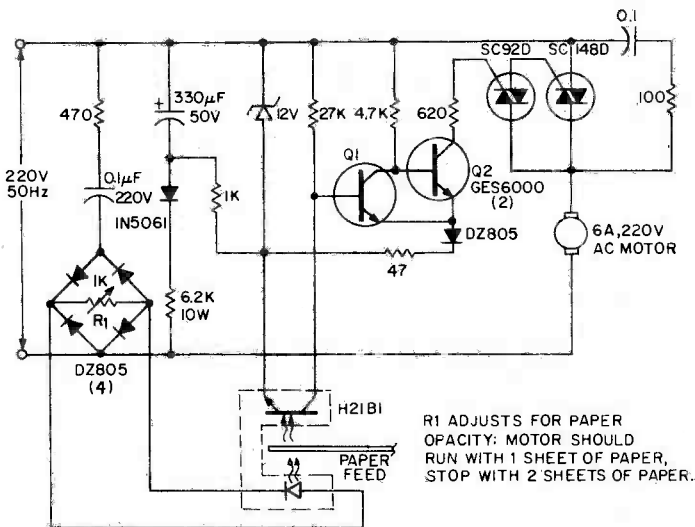 0.1
SC92D
SC148D
100
330µF
50V
470
+
12V
27K
4.7K
620
220V
50Hz
0.1µF
220V
1N5061
1K
Q1
Q2
GES6000
(2)
DZ805
47
6A, 220V
AC MOTOR
1K
R1
6.2K
10W
DZ805
(4)
H21B1
PAPER
FEED
R1 ADJUSTS FOR PAPER
OPACITY: MOTOR SHOULD
RUN WITH 1 SHEET OF PAPER,
STOP WITH 2 SHEETS OF PAPER.